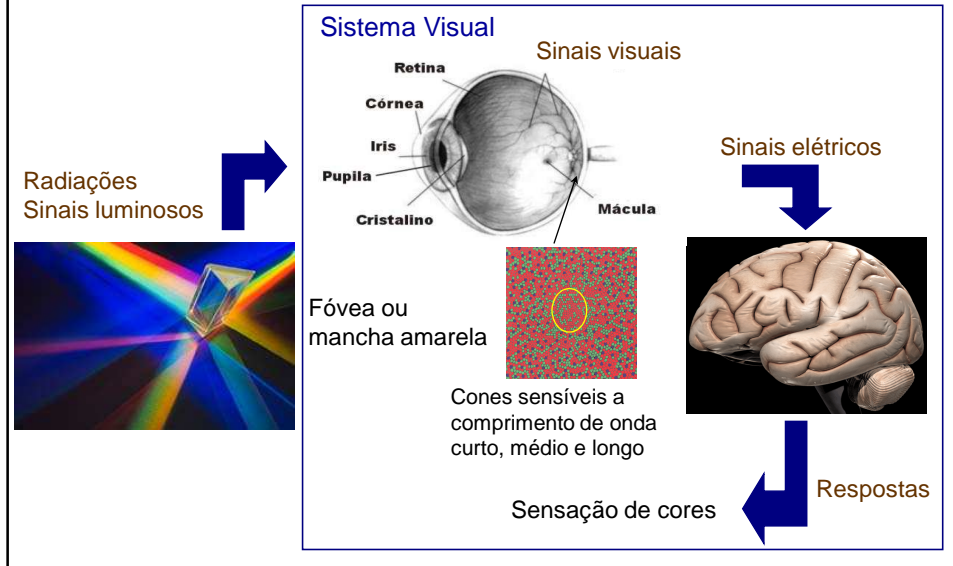 Sistema Visual
Sinais visuais
Retina
Córnea
Iris
Pupila
Cristalino
Mácula
Radiações
Sinais luminosos
Sinais elétricos
Fóvea ou
mancha amarela
Cones sensíveis a
comprimento de onda
curto, médio e longo
Respostas
Sensação de cores